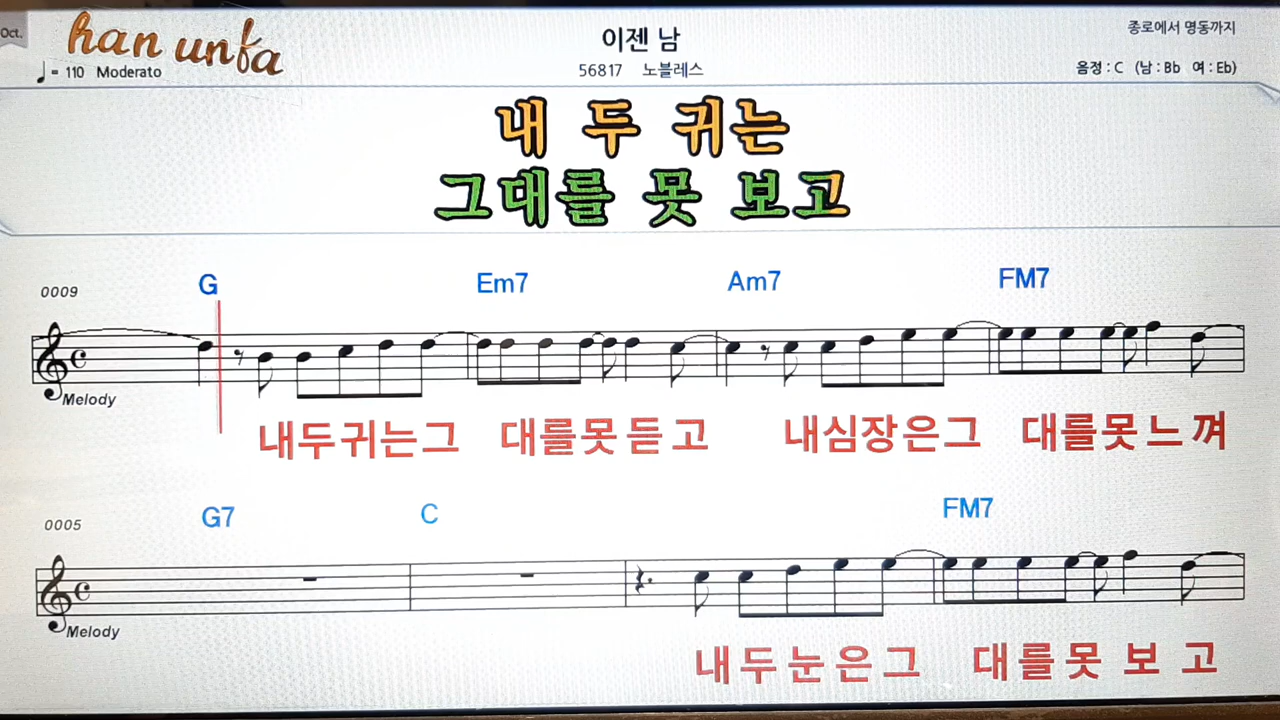 Oct.
han unfa
이젠 남
종로에서 명동까지
♩= 110 Moderato
56817 노블레스
음정 : C (남 : Bb 여 : Eb)
내 두 귀는
그대를 못 보고
0009
G Em7 Am7 FM7
Melody
내두귀는그 대를못듣고 내심장은그 대를못느껴
0005
G7 C FM7
Melody
내두눈은그 대를못 보 고